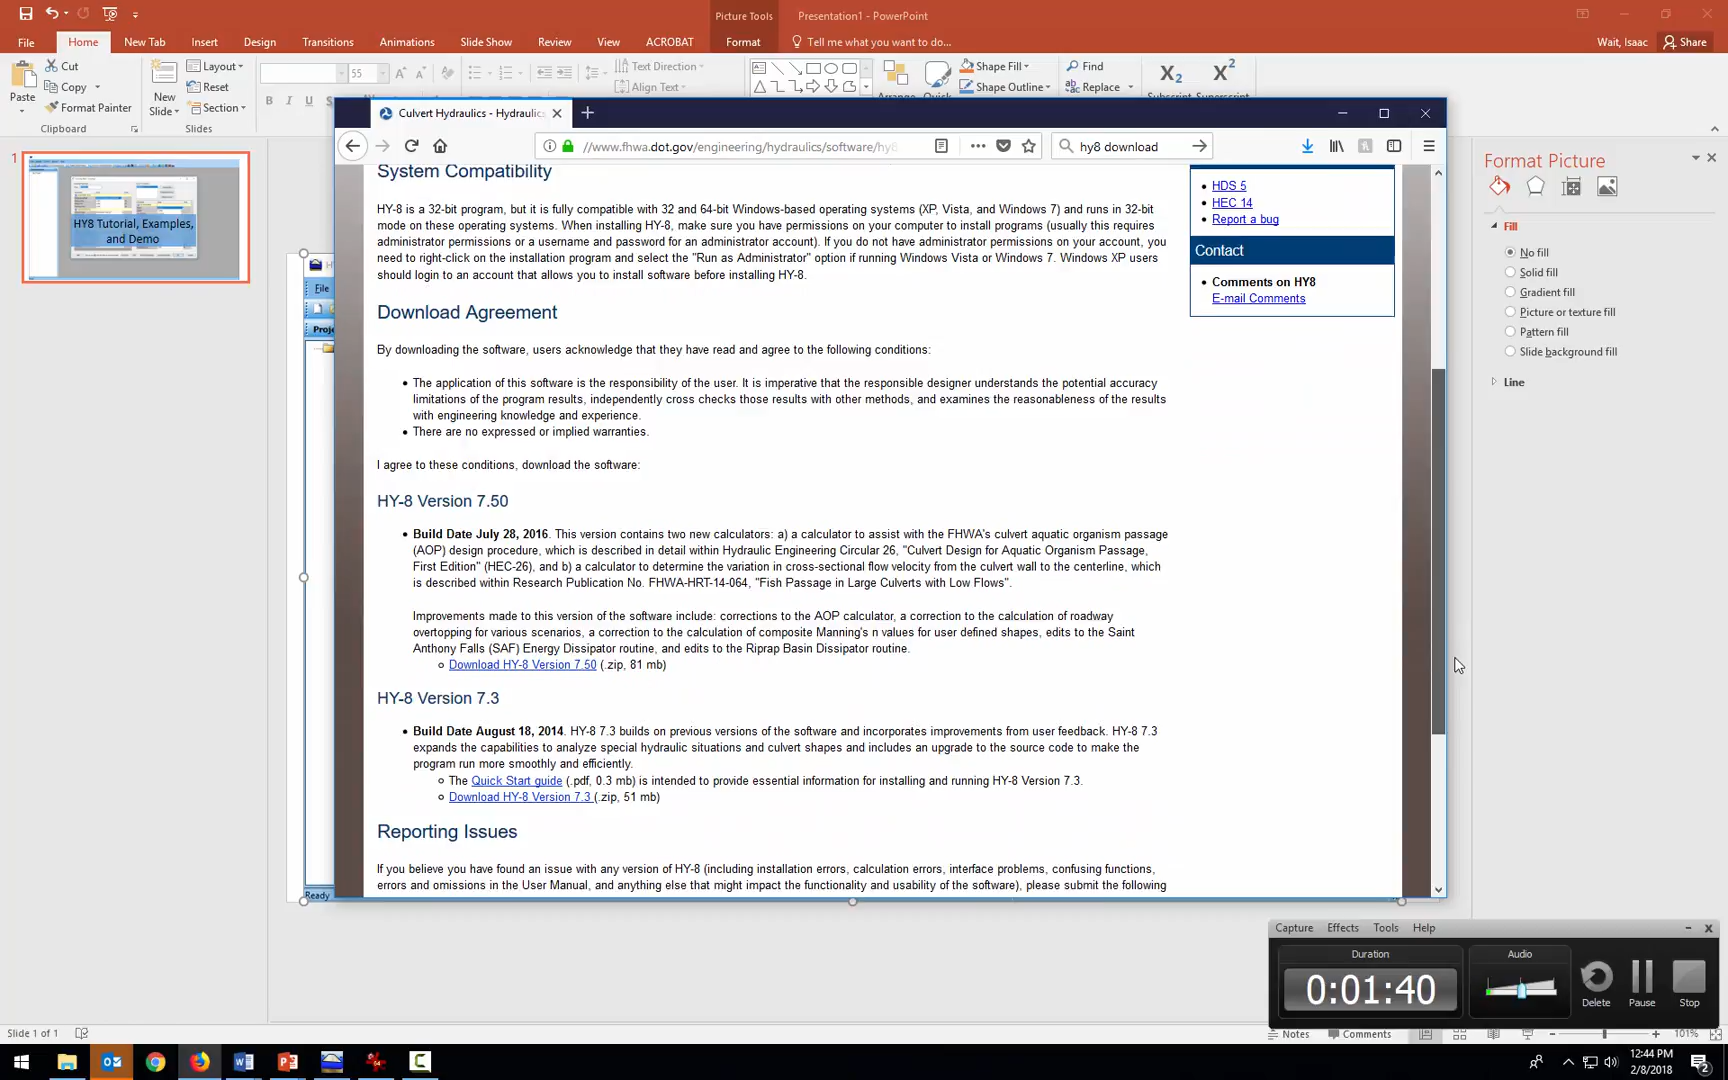 Picture Tools
Presentation1 - PowerPoint
File
Home
New Tab
Insert
Design
Transitions
Animations
Slide Show
Review
View
ACROBAT
Format
Tell me what you want to do...
Wait, Isaac
Share
Paste
Cut
Copy
Format Painter
Clipboard
New
Slide
Layout
Reset
Section
Slides
55
B I U
Text Direction
Align Text
Arrange
Quick
Shape Fill
Shape Outline
Find
Replace
Subscript
Superscript
1
HY8 Tutorial, Examples,
and Demo
File
Proje
Ready
Culvert Hydraulics - Hydraulics
//www.fhwa.dot.gov/engineering/hydraulics/software/hy8
hy8 download
System Compatibility
HY-8 is a 32-bit program, but it is fully compatible with 32 and 64-bit Windows-based operating systems (XP, Vista, and Windows 7) and runs in 32-bit
mode on these operating systems. When installing HY-8, make sure you have permissions on your computer to install programs (usually this requires
administrator permissions or a username and password for an administrator account). If you do not have administrator permissions on your account, you
need to right-click on the installation program and select the "Run as Administrator" option if running Windows Vista or Windows 7. Windows XP users
should login to an account that allows you to install software before installing HY-8.
Download Agreement
By downloading the software, users acknowledge that they have read and agree to the following conditions:
The application of this software is the responsibility of the user. It is imperative that the responsible designer understands the potential accuracy
limitations of the program results, independently cross checks those results with other methods, and examines the reasonableness of the results
with engineering knowledge and experience.
There are no expressed or implied warranties.
I agree to these conditions, download the software:
HY-8 Version 7.50
Build Date July 28, 2016. This version contains two new calculators: a) a calculator to assist with the FHWA's culvert aquatic organism passage
(AOP) design procedure, which is described in detail within Hydraulic Engineering Circular 26, "Culvert Design for Aquatic Organism Passage,
First Edition" (HEC-26), and b) a calculator to determine the variation in cross-sectional flow velocity from the culvert wall to the centerline, which
is described within Research Publication No. FHWA-HRT-14-064, "Fish Passage in Large Culverts with Low Flows".
Improvements made to this version of the software include: corrections to the AOP calculator, a correction to the calculation of roadway
overtopping for various scenarios, a correction to the calculation of composite Manning's n values for user defined shapes, edits to the Saint
Anthony Falls (SAF) Energy Dissipator routine, and edits to the Riprap Basin Dissipator routine.
Download HY-8 Version 7.50 (.zip, 81 mb)
HY-8 Version 7.3
Build Date August 18, 2014. HY-8 7.3 builds on previous versions of the software and incorporates improvements from user feedback. HY-8 7.3
expands the capabilities to analyze special hydraulic situations and culvert shapes and includes an upgrade to the source code to make the
program run more smoothly and efficiently.
The Quick Start guide (.pdf, 0.3 mb) is intended to provide essential information for installing and running HY-8 Version 7.3.
Download HY-8 Version 7.3 (.zip, 51 mb)
Reporting Issues
If you believe you have found an issue with any version of HY-8 (including installation errors, calculation errors, interface problems, confusing functions,
errors and omissions in the User Manual, and anything else that might impact the functionality and usability of the software), please submit the following
HDS 5
HEC 14
Report a bug
Contact
Comments on HY8
E-mail Comments
Format Picture
Fill
No fill
Solid fill
Gradient fill
Picture or texture fill
Pattern fill
Slide background fill
Line
Capture
Effects
Tools
Help
Duration
0:01:40
Audio
Delete
Pause
Stop
Slide 1 of 1
Notes
Comments
101%
12:44 PM
2/8/2018
2